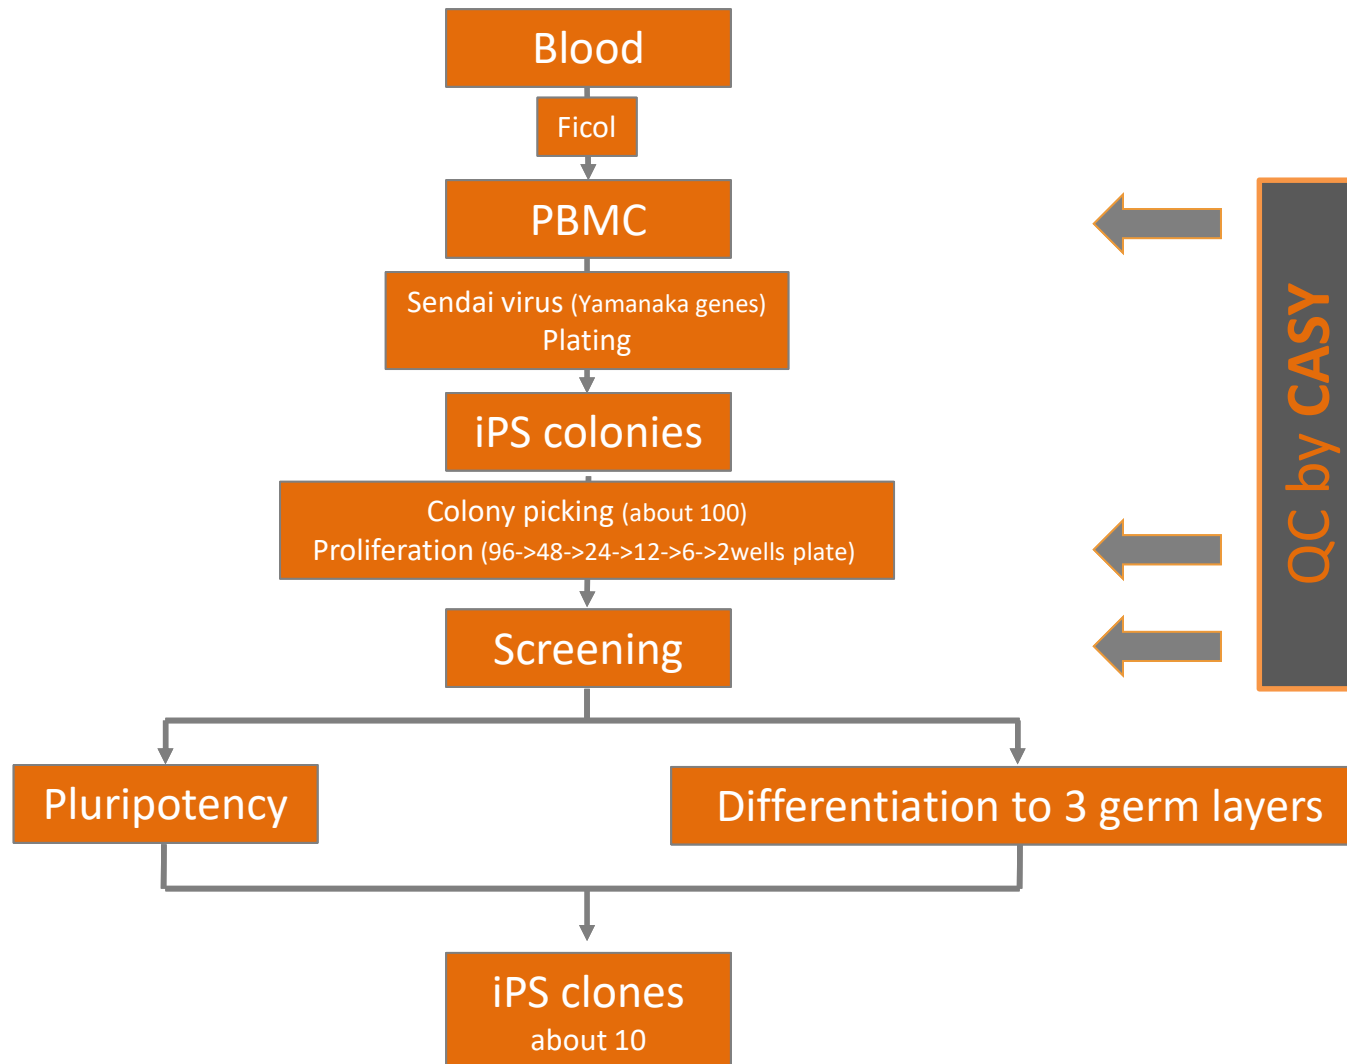 Blood
Ficol
PBMC
Sendai virus (Yamanaka genes)
Plating
iPS colonies
Colony picking (about 100)
Proliferation (96->48->24->12->6->2wells plate)
Screening
Pluripotency
Differentiation to 3 germ layers
iPS clones
about 10
QC by CASY